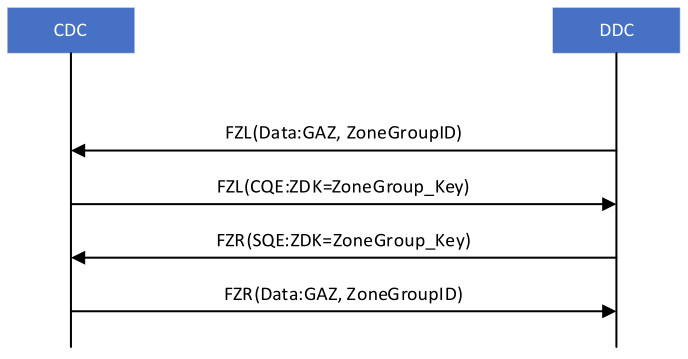 CDC
DDC
FZL(Data:GAZ, ZoneGroupID)
FZL(CQE:ZDK=ZoneGroup_Key)
FZR(SQE:ZDK=ZoneGroup_Key)
FZR(Data:GAZ, ZoneGroupID)